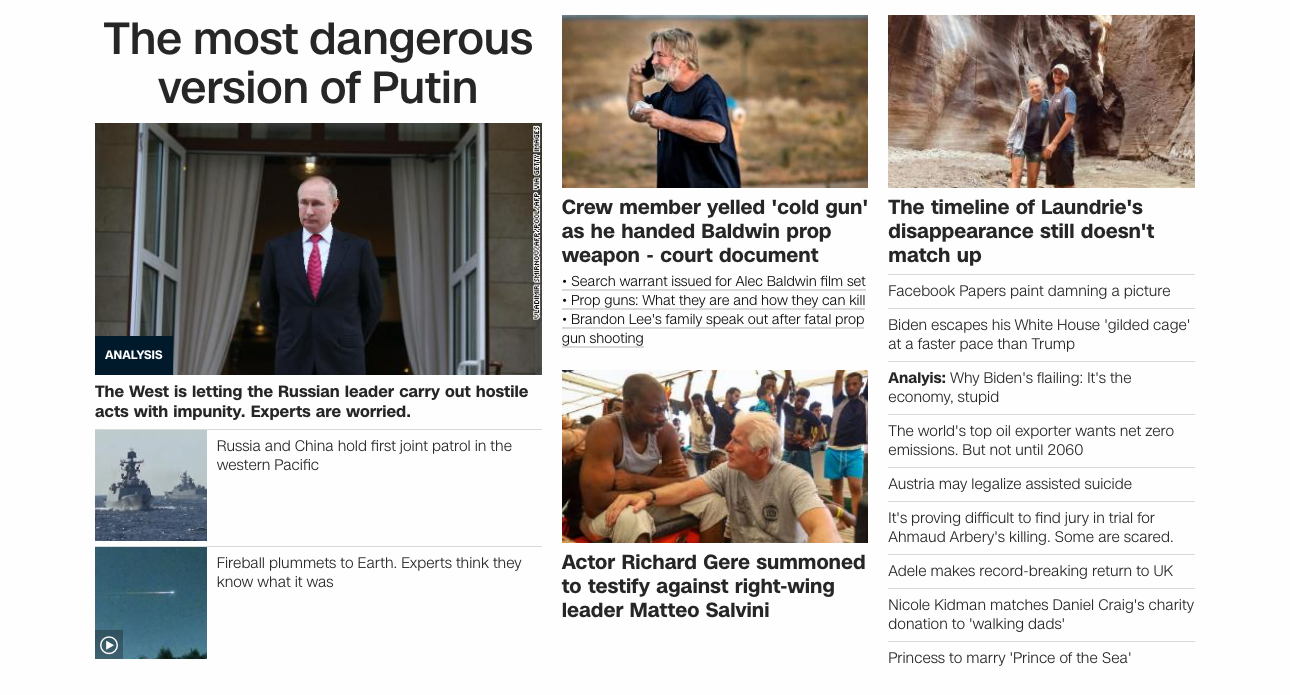 The most dangerous
version of Putin
VLADIMIR SMIRNOV/AFP/POOL/AFP VIA GETTY IMAGES
ANALYSIS
The West is letting the Russian leader carry out hostile
acts with impunity. Experts are worried.
Russia and China hold first joint patrol in the
western Pacific
Fireball plummets to Earth. Experts think they
know what it was
Crew member yelled 'cold gun'
as he handed Baldwin prop
weapon - court document
• Search warrant issued for Alec Baldwin film set
• Prop guns: What they are and how they can kill
• Brandon Lee's family speak out after fatal prop
gun shooting
Actor Richard Gere summoned
to testify against right-wing
leader Matteo Salvini
The timeline of Laundrie's
disappearance still doesn't
match up
Facebook Papers paint damning a picture
Biden escapes his White House 'gilded cage'
at a faster pace than Trump
Analyis: Why Biden's flailing: It's the
economy, stupid
The world's top oil exporter wants net zero
emissions. But not until 2060
Austria may legalize assisted suicide
It's proving difficult to find jury in trial for
Ahmaud Arbery's killing. Some are scared.
Adele makes record-breaking return to UK
Nicole Kidman matches Daniel Craig's charity
donation to 'walking dads'
Princess to marry 'Prince of the Sea'